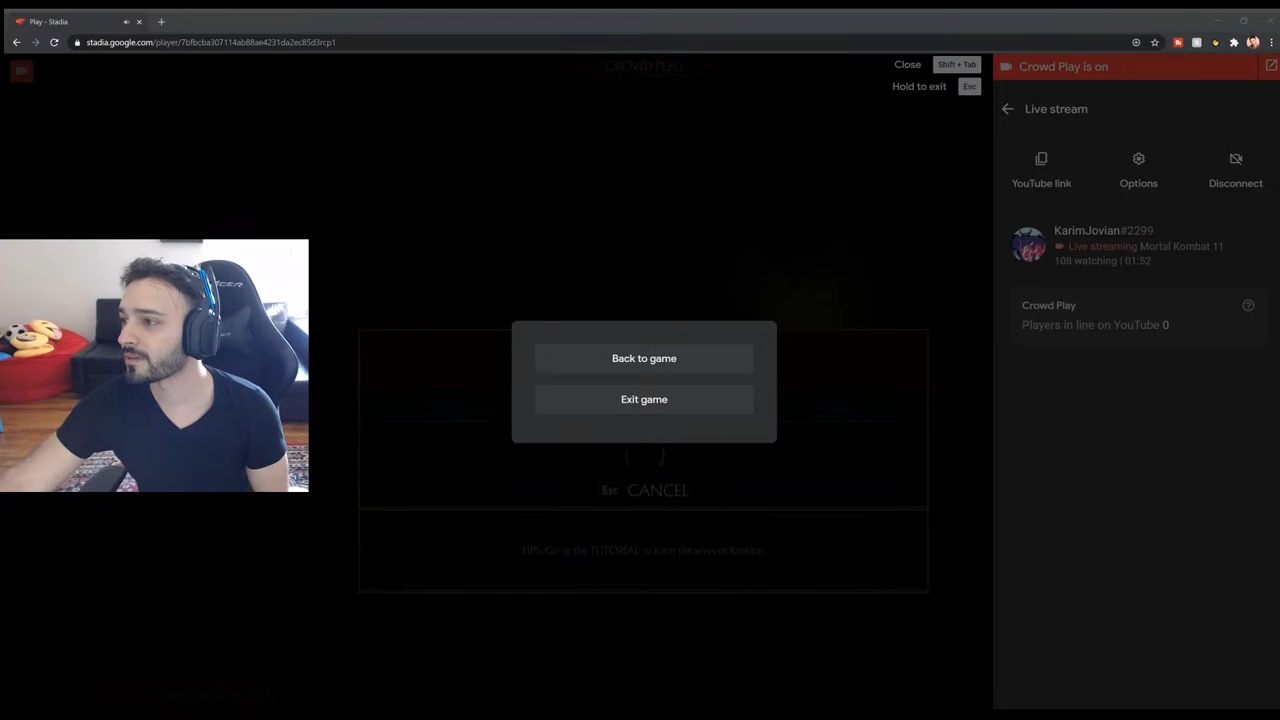 Play - Stadia
stadia.google.com/player/7bfbcba307114ab88ae4231da2ec85d3rcp1
CROWD PLAY
Close Shift + Tab
Hold to exit Esc
Crowd Play is on
Live stream
YouTube link Options Disconnect
KarimJovian#2299
Live streaming Mortal Kombat 11
108 watching | 01:52
Crowd Play
Players in line on YouTube 0
Back to game
Exit game
Esc CANCEL
TIPS: Go to the TUTORIAL to learn the ways of Kombat.